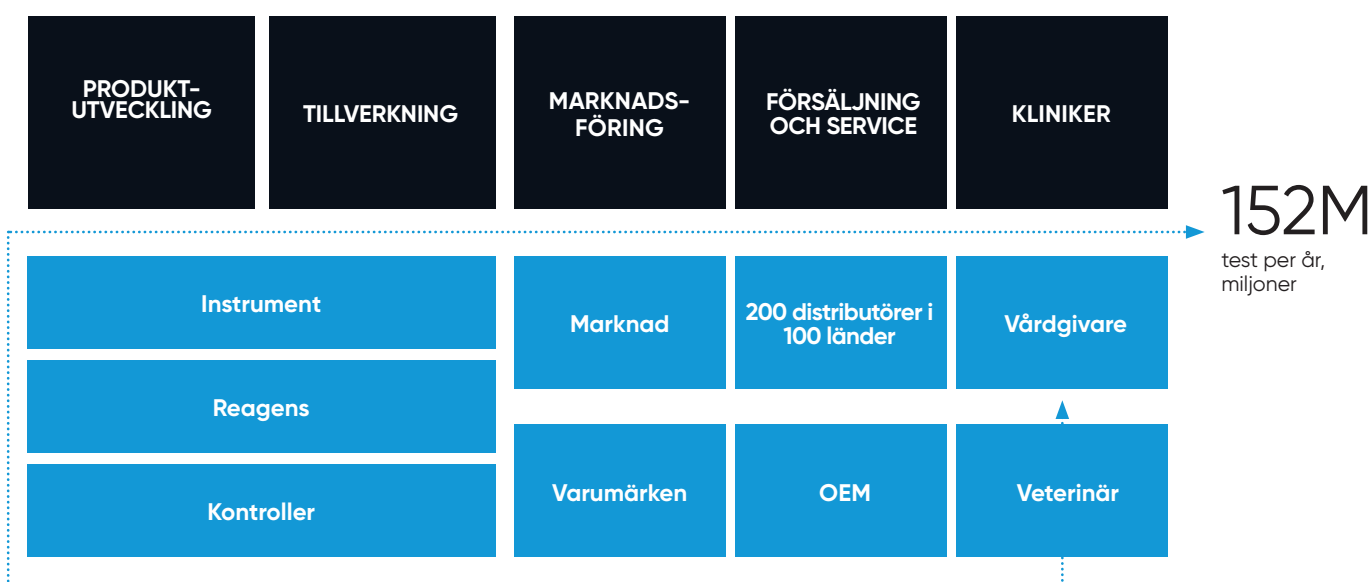 PRODUKT-
UTVECKLING
TILLVERKNING
MARKNADS-
FÖRING
FÖRSÄLJNING
OCH SERVICE
KLINIKER
152M
test per år,
miljoner
Instrument
Reagens
Kontroller
Marknad
200 distributörer i
100 länder
Vårdgivare
Varumärken
OEM
Veterinär